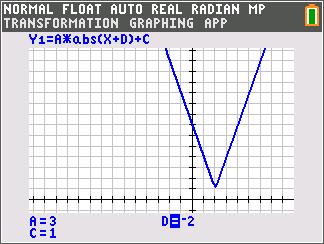 NORMAL FLOAT AUTO REAL RADIAN MP
TRANSFORMATION GRAPHING APP
Y1=A*abs(X+D)+C
A=3 D=-2
C=1